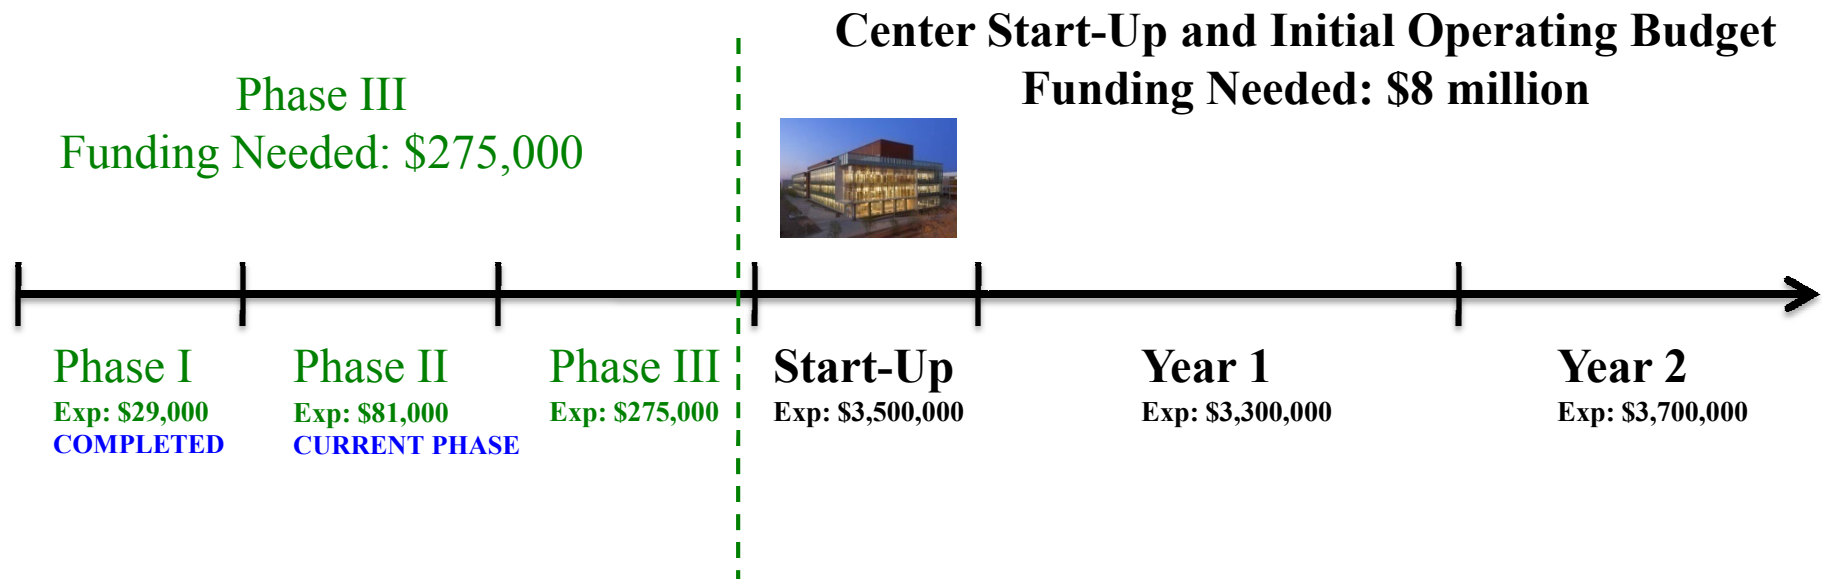 Center Start-Up and Initial Operating Budget
Funding Needed: $8 million
Phase III
Funding Needed: $275,000
Phase I
Exp: $29,000
COMPLETED
Phase II
Exp: $81,000
CURRENT PHASE
Phase III
Exp: $275,000
Start-Up
Exp: $3,500,000
Year 1
Exp: $3,300,000
Year 2
Exp: $3,700,000